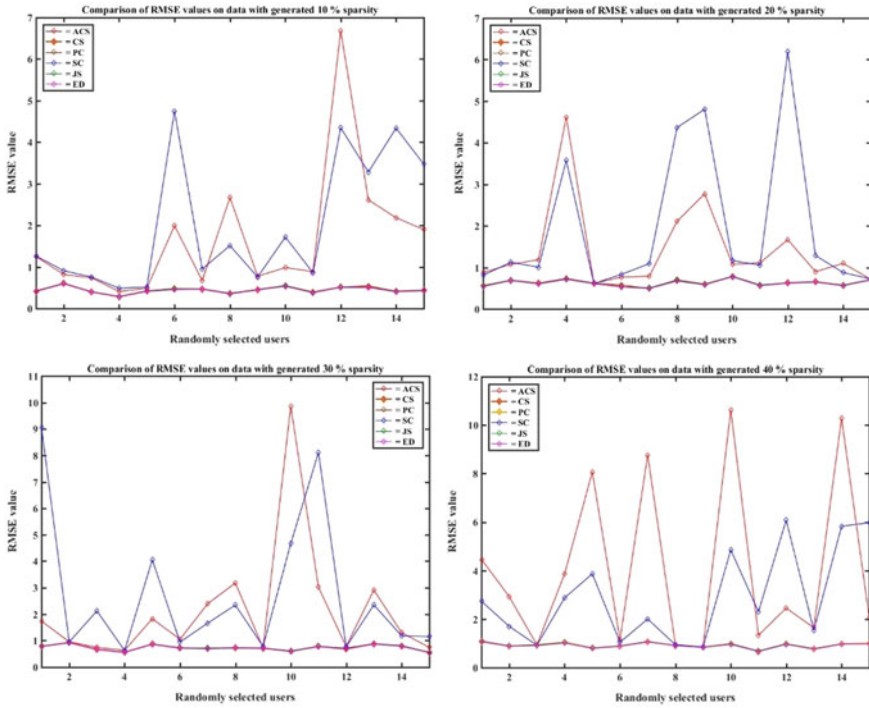 Comparison of RMSE values on data with generated 10 % sparsity
7
6
5
4
3
2
1
0
= ACS
= CS
= PC
= SC
= JS
= ED
RMSE value
2 4 6 8 10 12 14
Randomly selected users
Comparison of RMSE values on data with generated 20 % sparsity
7
6
5
4
3
2
1
0
= ACS
= CS
= PC
= SC
= JS
= ED
RMSE value
2 4 6 8 10 12 14
Randomly selected users
Comparison of RMSE values on data with generated 30 % sparsity
11
10
9
8
7
6
5
4
3
2
1
0
= ACS
= CS
= PC
= SC
= JS
= ED
RMSE value
2 4 6 8 10 12 14
Randomly selected users
Comparison of RMSE values on data with generated 40 % sparsity
12
10
8
6
4
2
0
= ACS
= CS
= PC
= SC
= JS
= ED
RMSE value
2 4 6 8 10 12 14
Randomly selected users